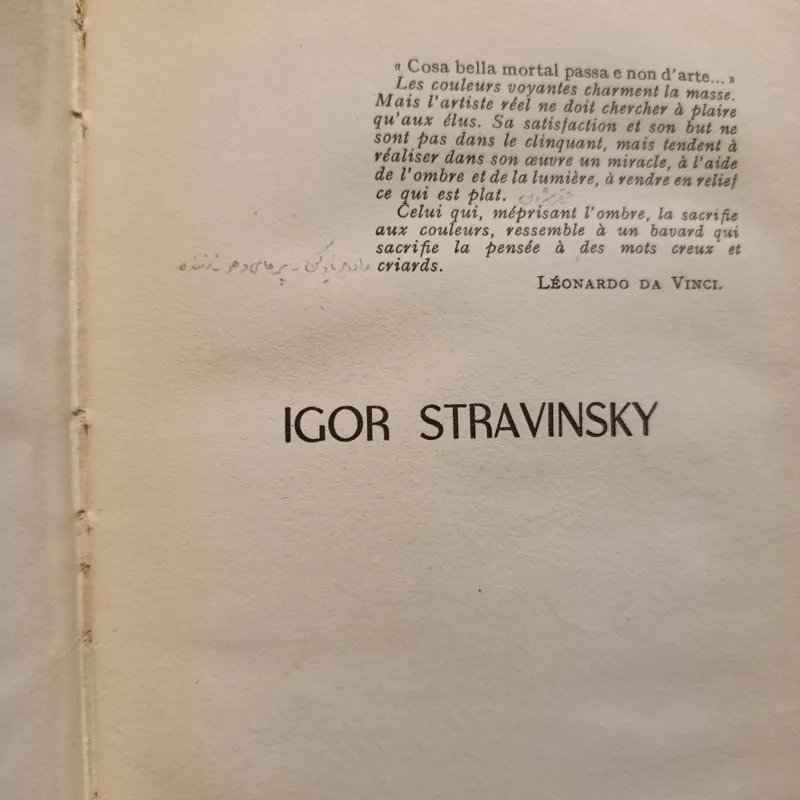 « Cosa bella mortal passa e non d'arte... »
Les couleurs voyantes charment la masse.
Mais l'artiste réel ne doit chercher à plaire
qu'aux élus. Sa satisfaction et son but ne
sont pas dans le clinquant, mais tendent à
réaliser dans son œuvre un miracle, à l'aide
de l'ombre et de la lumière, à rendre en relief
ce qui est plat.
Celui qui, méprisant l'ombre, la sacrifie
aux couleurs, ressemble à un bavard qui
sacrifie la pensée à des mots creux et
criards.
LÉONARDO DA VINCI.
IGOR STRAVINSKY